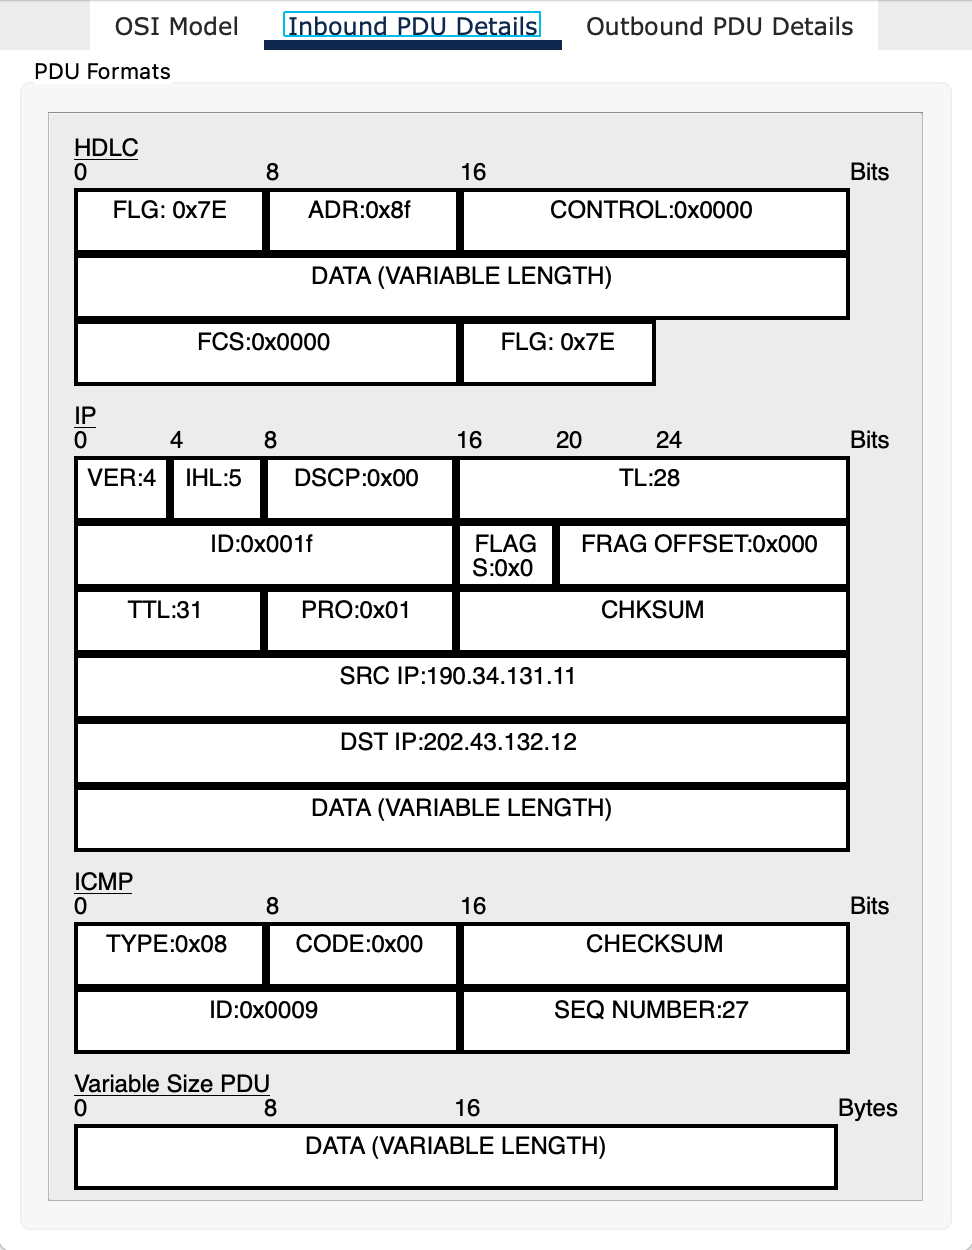 OSI Model Inbound PDU Details Outbound PDU Details
PDU Formats
HDLC
0 8 16 Bits
FLG: 0x7E ADR:0x8f CONTROL:0x0000
DATA (VARIABLE LENGTH)
FCS:0x0000 FLG: 0x7E
IP
0 4 8 16 20 24 Bits
VER:4 IHL:5 DSCP:0x00 TL:28
ID:0x001f FLAG
S:0x0 FRAG OFFSET:0x000
TTL:31 PRO:0x01 CHKSUM
SRC IP:190.34.131.11
DST IP:202.43.132.12
DATA (VARIABLE LENGTH)
ICMP
0 8 16 Bits
TYPE:0x08 CODE:0x00 CHECKSUM
ID:0x0009 SEQ NUMBER:27
Variable Size PDU
0 8 16 Bytes
DATA (VARIABLE LENGTH)